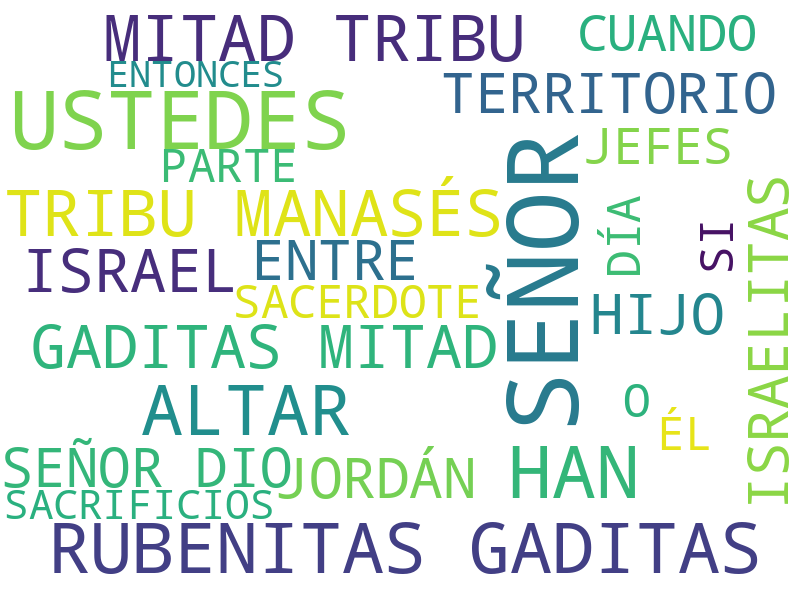 MITAD TRIBU
CUANDO
ENTONCES
TERRITORIO
USTEDES
JEFES
PARTE
SEÑOR
TRIBU MANASÉS
ISRAELITAS
DÍA
SI
ISRAEL
ENTRE
SACERDOTE
HIJO
GADITAS MITAD
ALTAR
O
ÉL
SEÑOR DIO
JORDÁN
HAN
SACRIFICIOS
RUBENITAS GADITAS